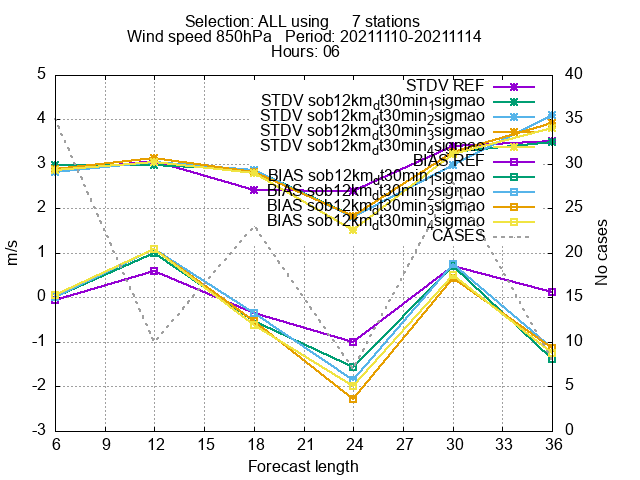 Selection: ALL using 7 stations
Wind speed 850hPa Period: 20211110-20211114
Hours: 06
5
4
3
2
1
0
-1
-2
-3
m/s
40
35
30
25
20
15
10
5
0
No cases
STDV REF
STDV sob12km_dt30min_1sigmao
STDV sob12km_dt30min_2sigmao
STDV sob12km_dt30min_3sigmao
STDV sob12km_dt30min_4sigmao
BIAS REF
BIAS sob12km_dt30min_1sigmao
BIAS sob12km_dt30min_2sigmao
BIAS sob12km_dt30min_3sigmao
BIAS sob12km_dt30min_4sigmao
CASES
6 12 15 18 21 24 27 30 33 36
Forecast length